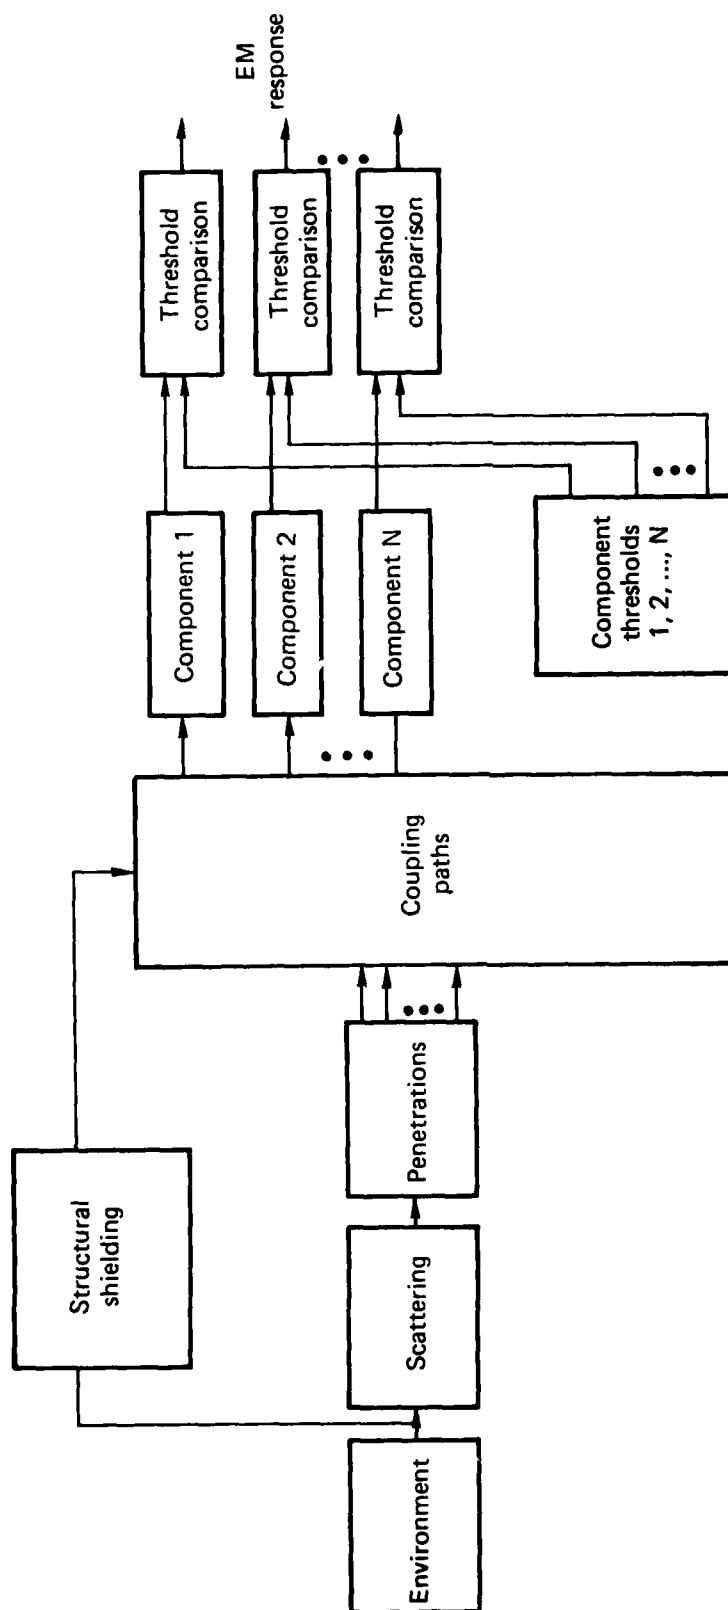 Environment
Scattering
Structural
shielding
Penetrations
Coupling
paths
Component 1
Component 2
Component N
Component
thresholds
1, 2, ..., N
Threshold
comparison
Threshold
comparison
Threshold
comparison
EM
response